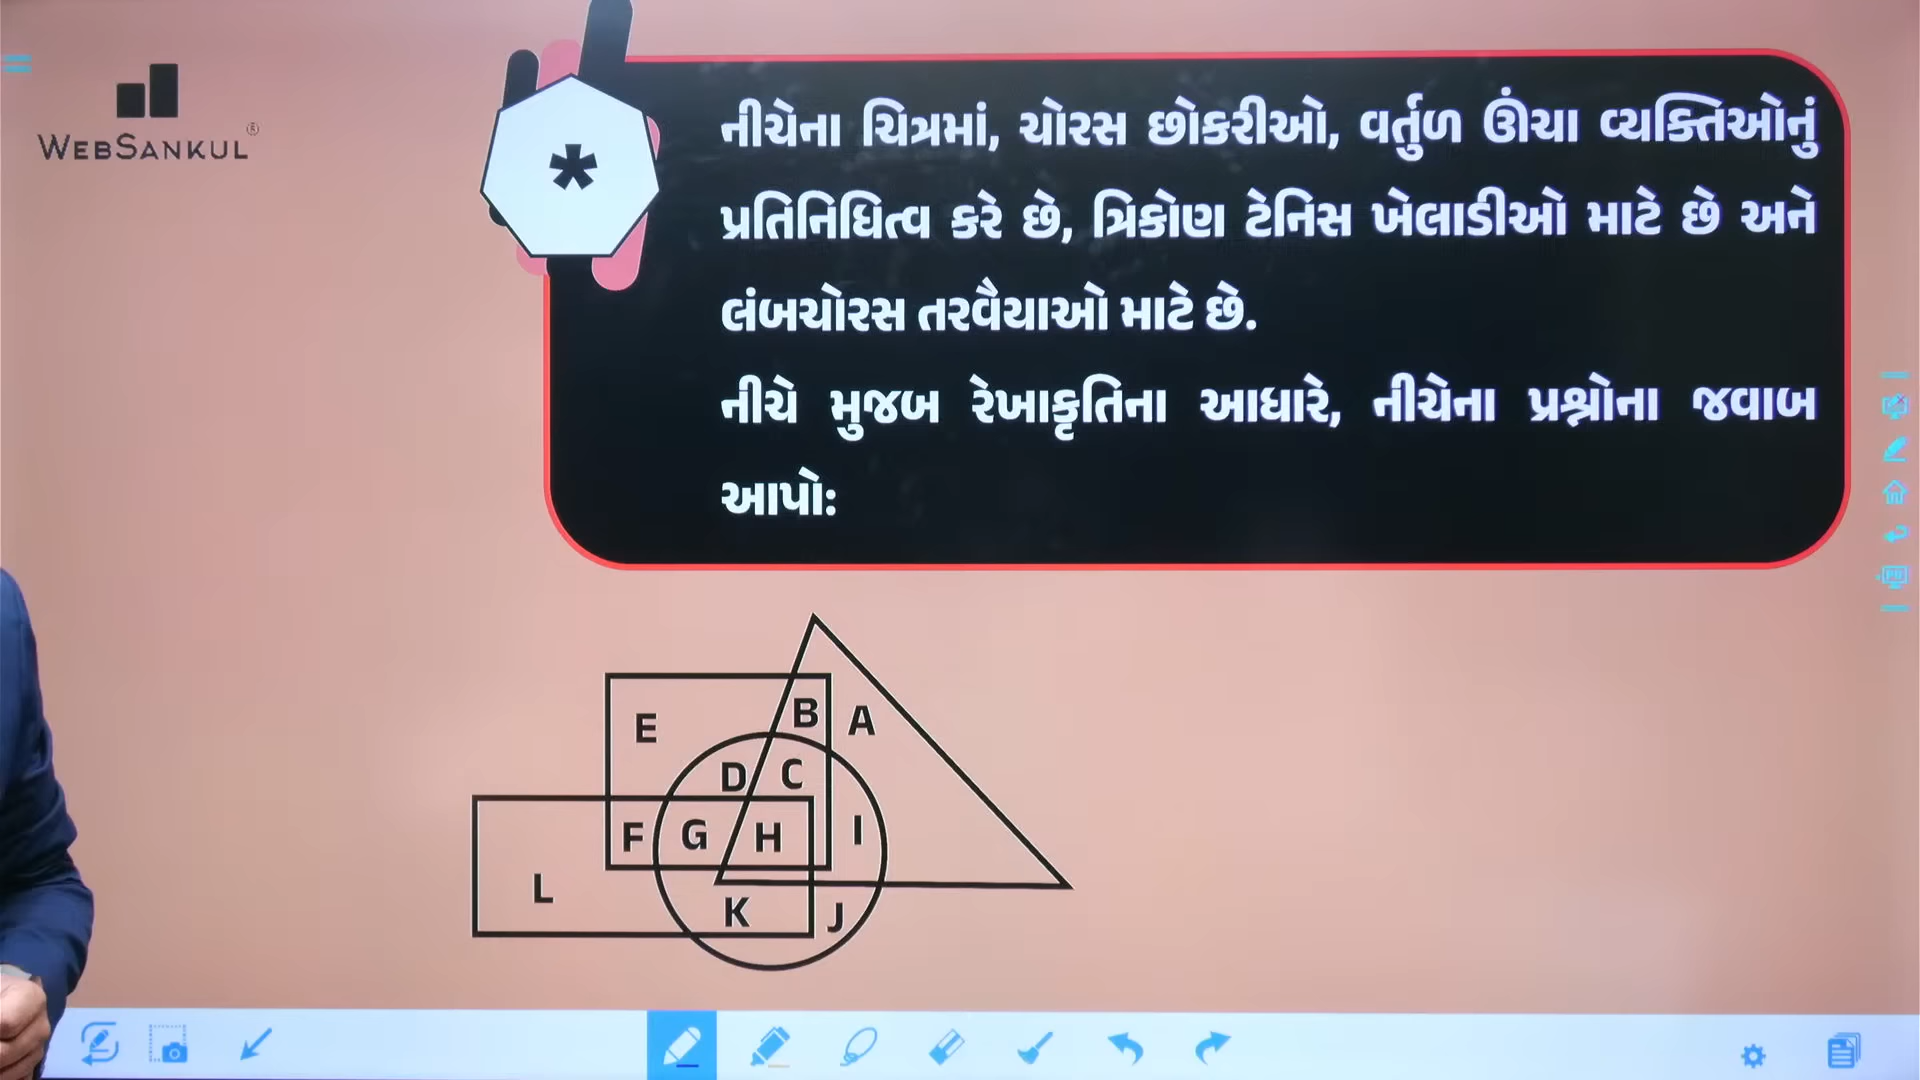 WEBSANKUL®
*
નીચેના ચિત્રમાં, ચોરસ છોકરીઓ, વર્તુળ ઊંચા વ્યક્તિઓનું
પ્રતિનિધિત્વ કરે છે, ત્રિકોણ ટેનિસ ખેલાડીઓ માટે છે અને
લંબચોરસ તરવૈયાઓ માટે છે.
નીચે મુજબ રેખાકૃતિના આધારે, નીચેના પ્રશ્નોના જવાબ
આપો:
E B A
D C
F G H I
L K J